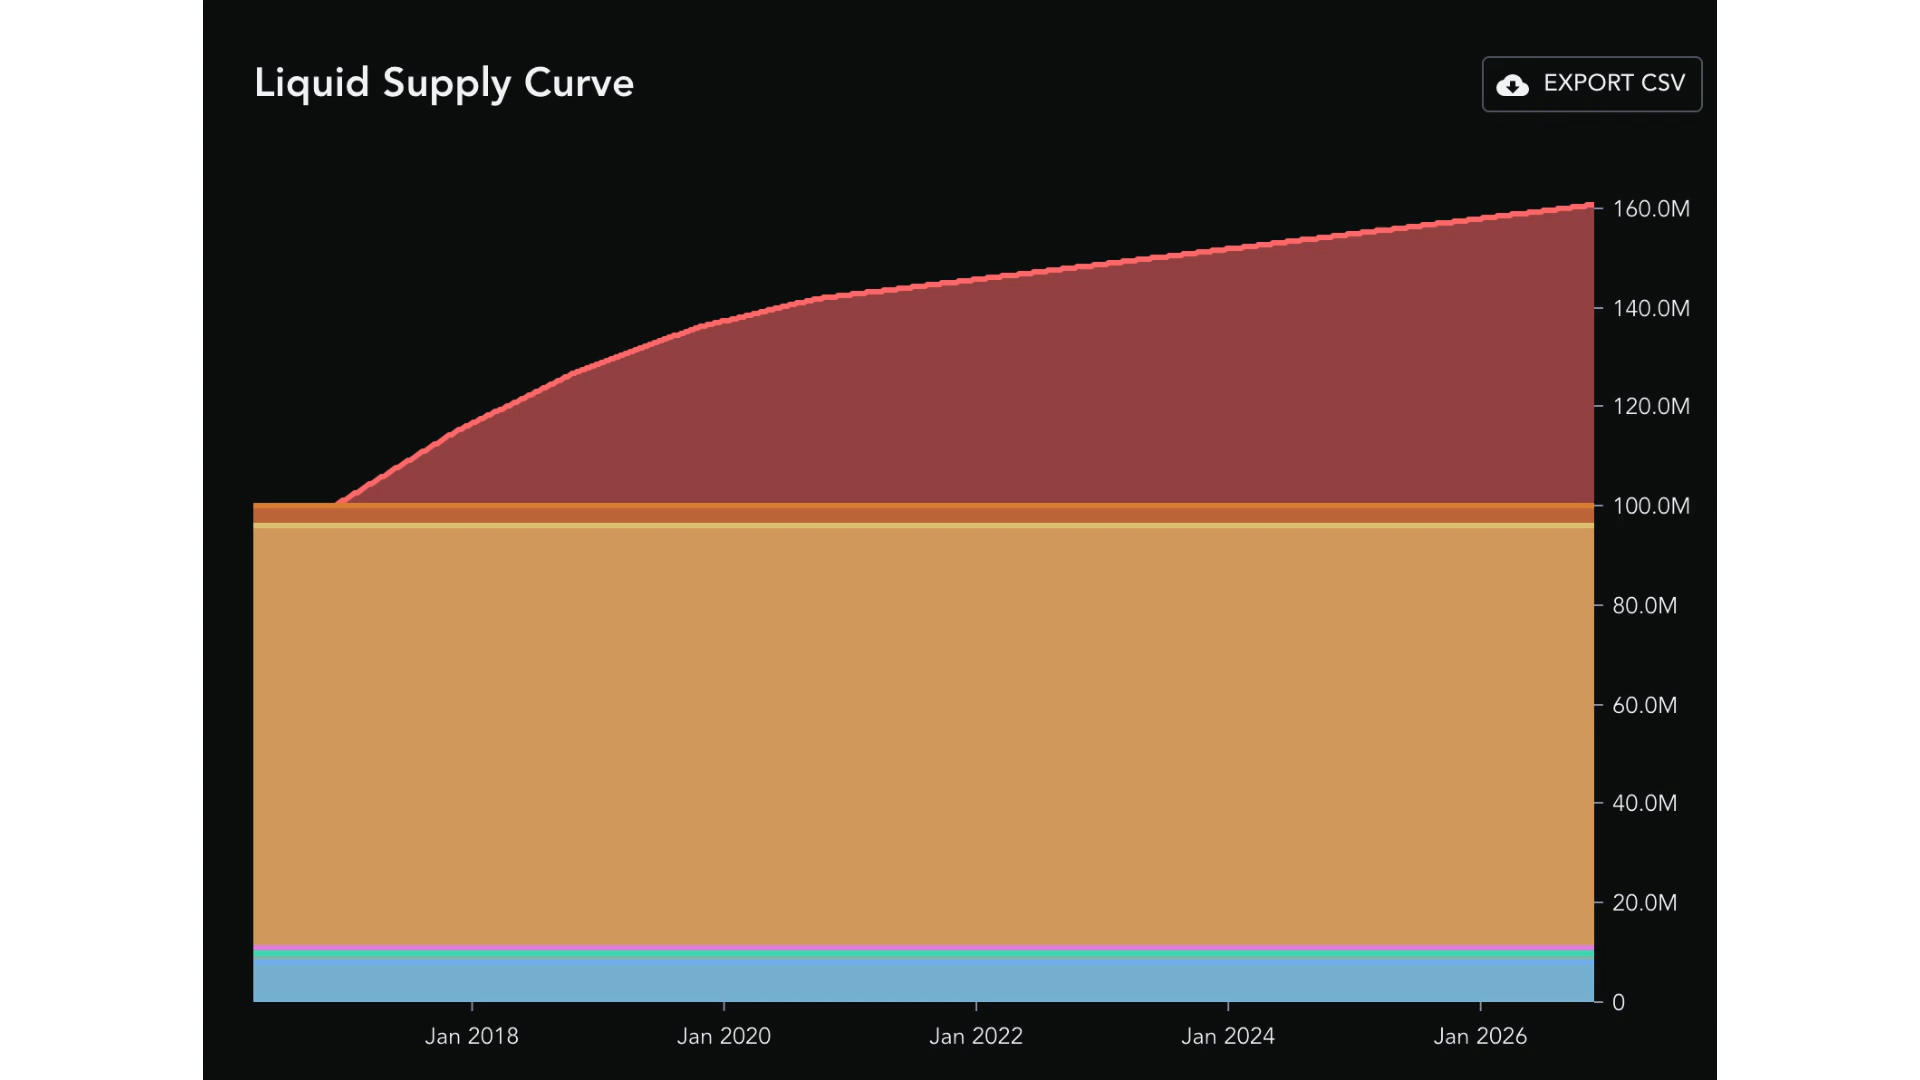 Liquid Supply Curve
EXPORT CSV
160.0M
140.0M
120.0M
100.0M
80.0M
60.0M
40.0M
20.0M
0
Jan 2018
Jan 2020
Jan 2022
Jan 2024
Jan 2026